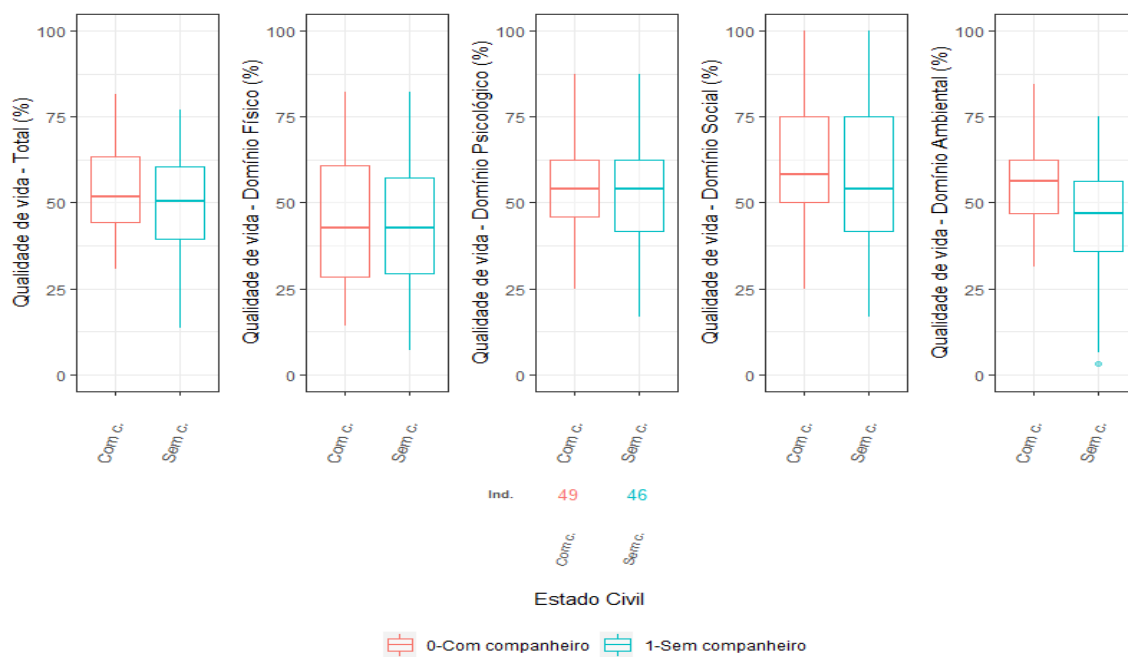 Qualidade de vida - Total (%)
100
75
50
25
0
Com c.
Sem c.
Qualidade de vida - Domínio Físico (%)
100
75
50
25
0
Com c.
Sem c.
Qualidade de vida - Domínio Psicológico (%)
100
75
50
25
0
Com c.
Sem c.
Qualidade de vida - Domínio Social (%)
100
75
50
25
0
Com c.
Sem c.
Qualidade de vida - Domínio Ambiental (%)
100
75
50
25
0
Com c.
Sem c.
Ind. 49 46
Com c.
Sem c.
Estado Civil
0-Com companheiro 1-Sem companheiro